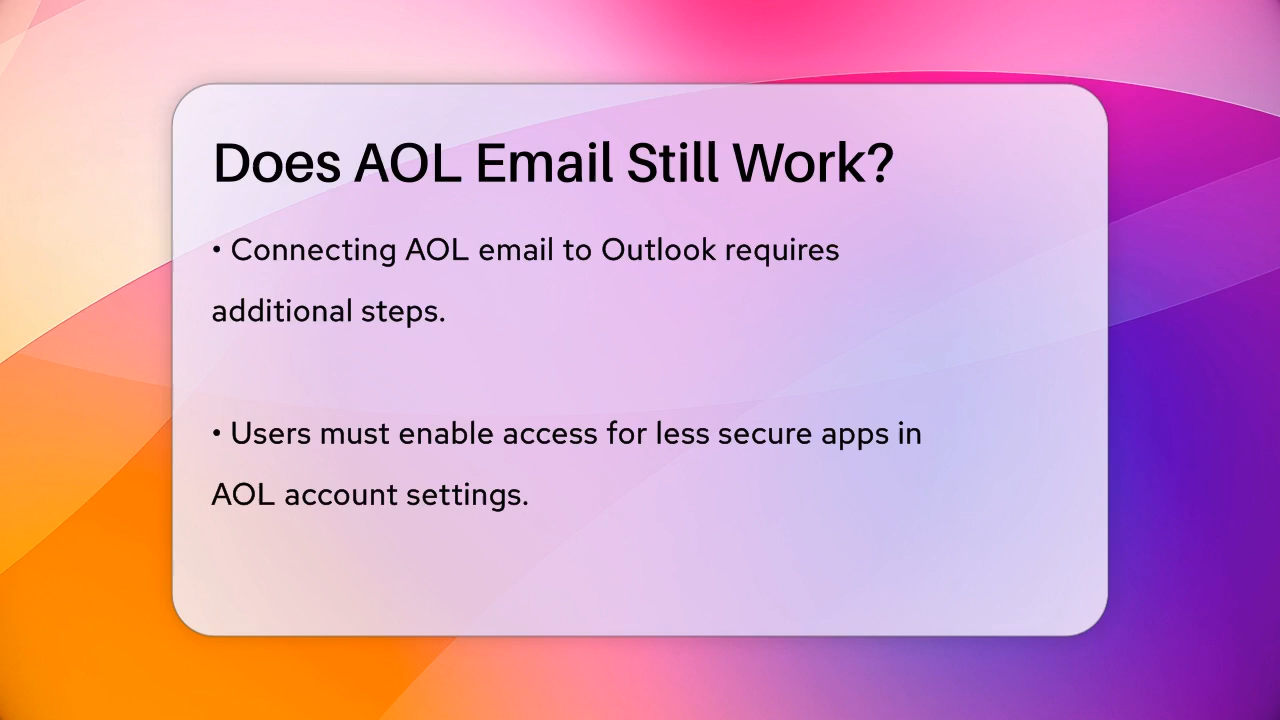 Does AOL Email Still Work?
• Connecting AOL email to Outlook requires
additional steps.
• Users must enable access for less secure apps in
AOL account settings.